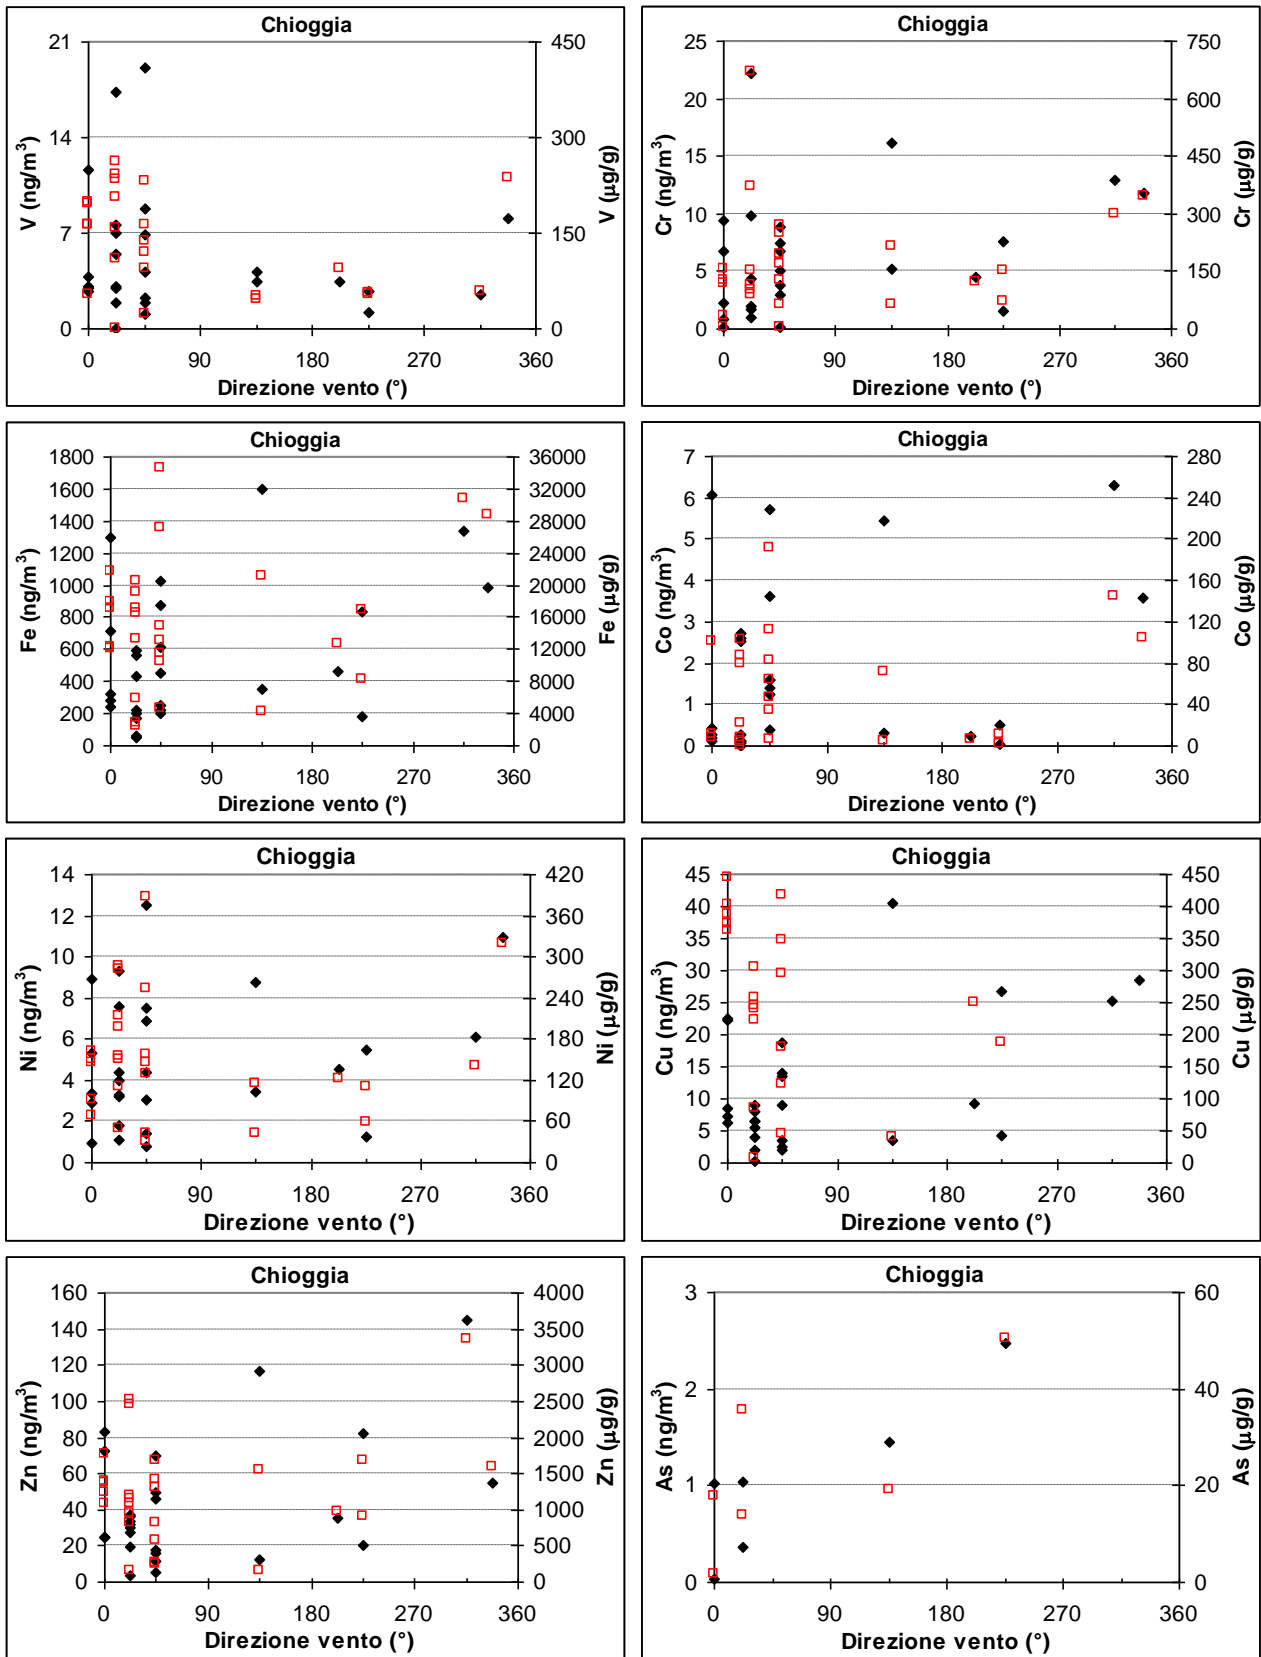 Chioggia
21
14
7
0
V (ng/m³)
450
300
150
0
V (µg/g)
0 90 180 270 360
Direzione vento (°)
Chioggia
25
20
15
10
5
0
Cr (ng/m³)
750
600
450
300
150
0
Cr (µg/g)
0 90 180 270 360
Direzione vento (°)
Chioggia
1800
1600
1400
1200
1000
800
600
400
200
0
Fe (ng/m³)
36000
32000
28000
24000
20000
16000
12000
8000
4000
0
Fe (µg/g)
0 90 180 270 360
Direzione vento (°)
Chioggia
7
6
5
4
3
2
1
0
Co (ng/m³)
280
240
200
160
120
80
40
0
Co (µg/g)
0 90 180 270 360
Direzione vento (°)
Chioggia
14
12
10
8
6
4
2
0
Ni (ng/m³)
420
360
300
240
180
120
60
0
Ni (µg/g)
0 90 180 270 360
Direzione vento (°)
Chioggia
45
40
35
30
25
20
15
10
5
0
Cu (ng/m³)
450
400
350
300
250
200
150
100
50
0
Cu (µg/g)
0 90 180 270 360
Direzione vento (°)
Chioggia
160
140
120
100
80
60
40
20
0
Zn (ng/m³)
4000
3500
3000
2500
2000
1500
1000
500
0
Zn (µg/g)
0 90 180 270 360
Direzione vento (°)
Chioggia
3
2
1
0
As (ng/m³)
60
40
20
0
As (µg/g)
0 90 180 270 360
Direzione vento (°)